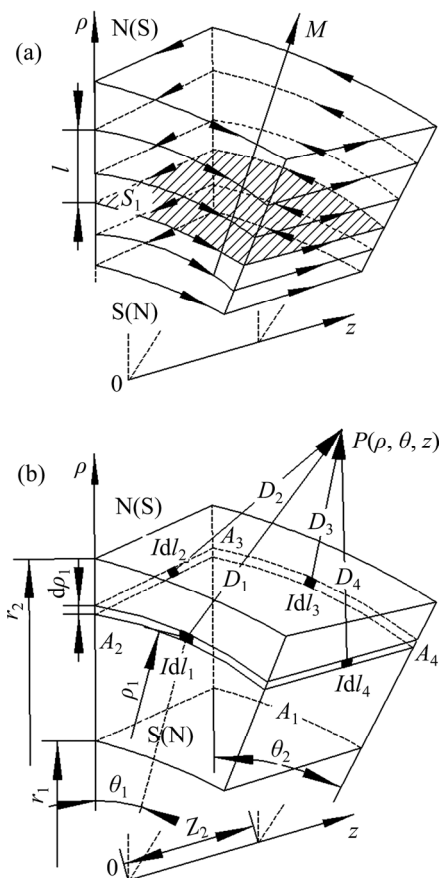 (a)
ρ
N(S)
M
l
S₁
S(N)
z
0
(b)
ρ
N(S)
P(ρ, θ, z)
D₂
D₃
D₁
D₄
A₃
Idl₂
Idl₃
dρ₁
r₂
A₂
Idl₁
A₄
Idl₄
ρ₁
A₁
S(N)
θ₂
r₁
θ₁
Z₂
z
0